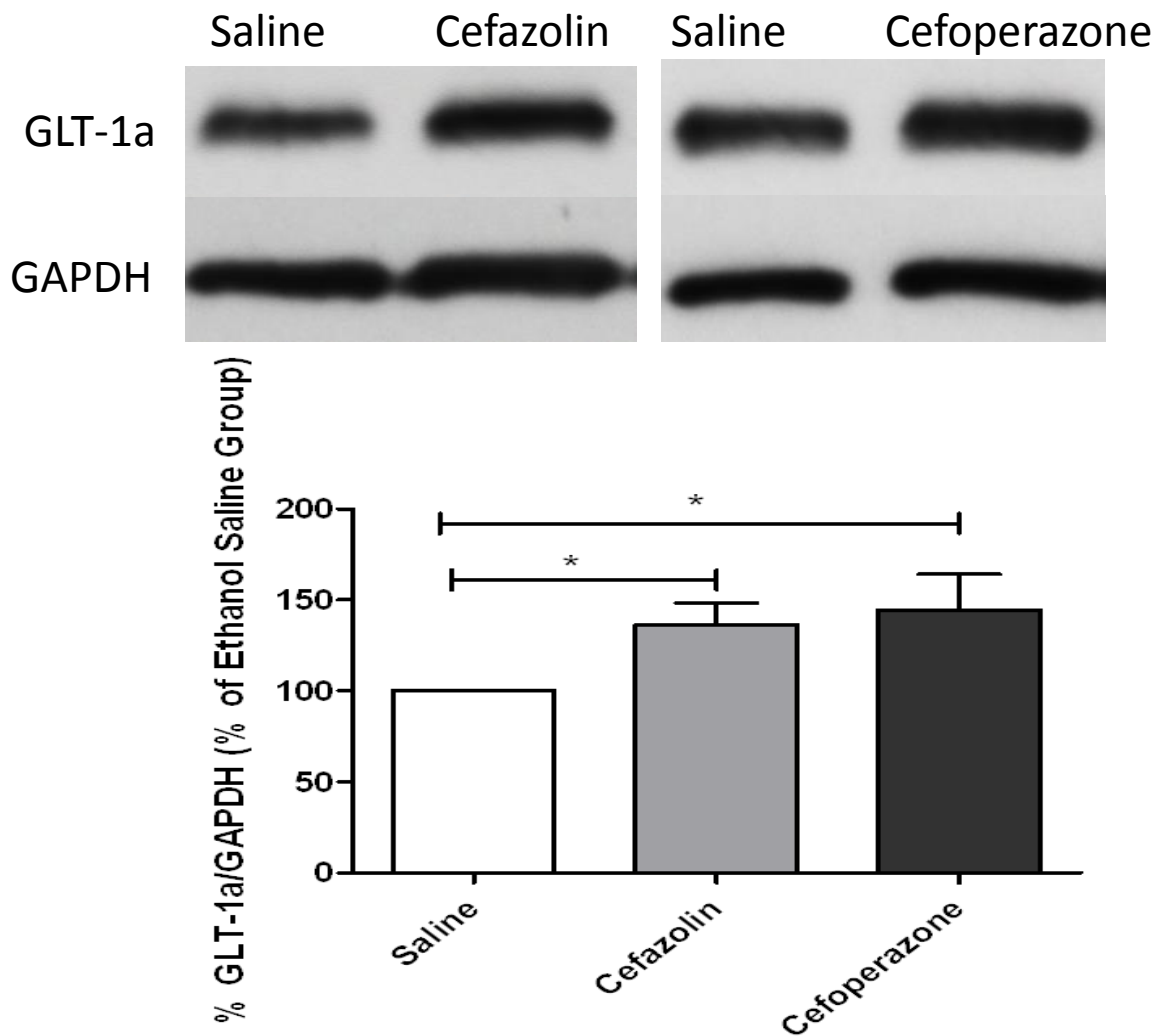 Saline Cefazolin Saline Cefoperazone
GLT-1a
GAPDH
% GLT-1a/GAPDH (% of Ethanol Saline Group)
200
150
100
50
0
*
*
Saline
Cefazolin
Cefoperazone